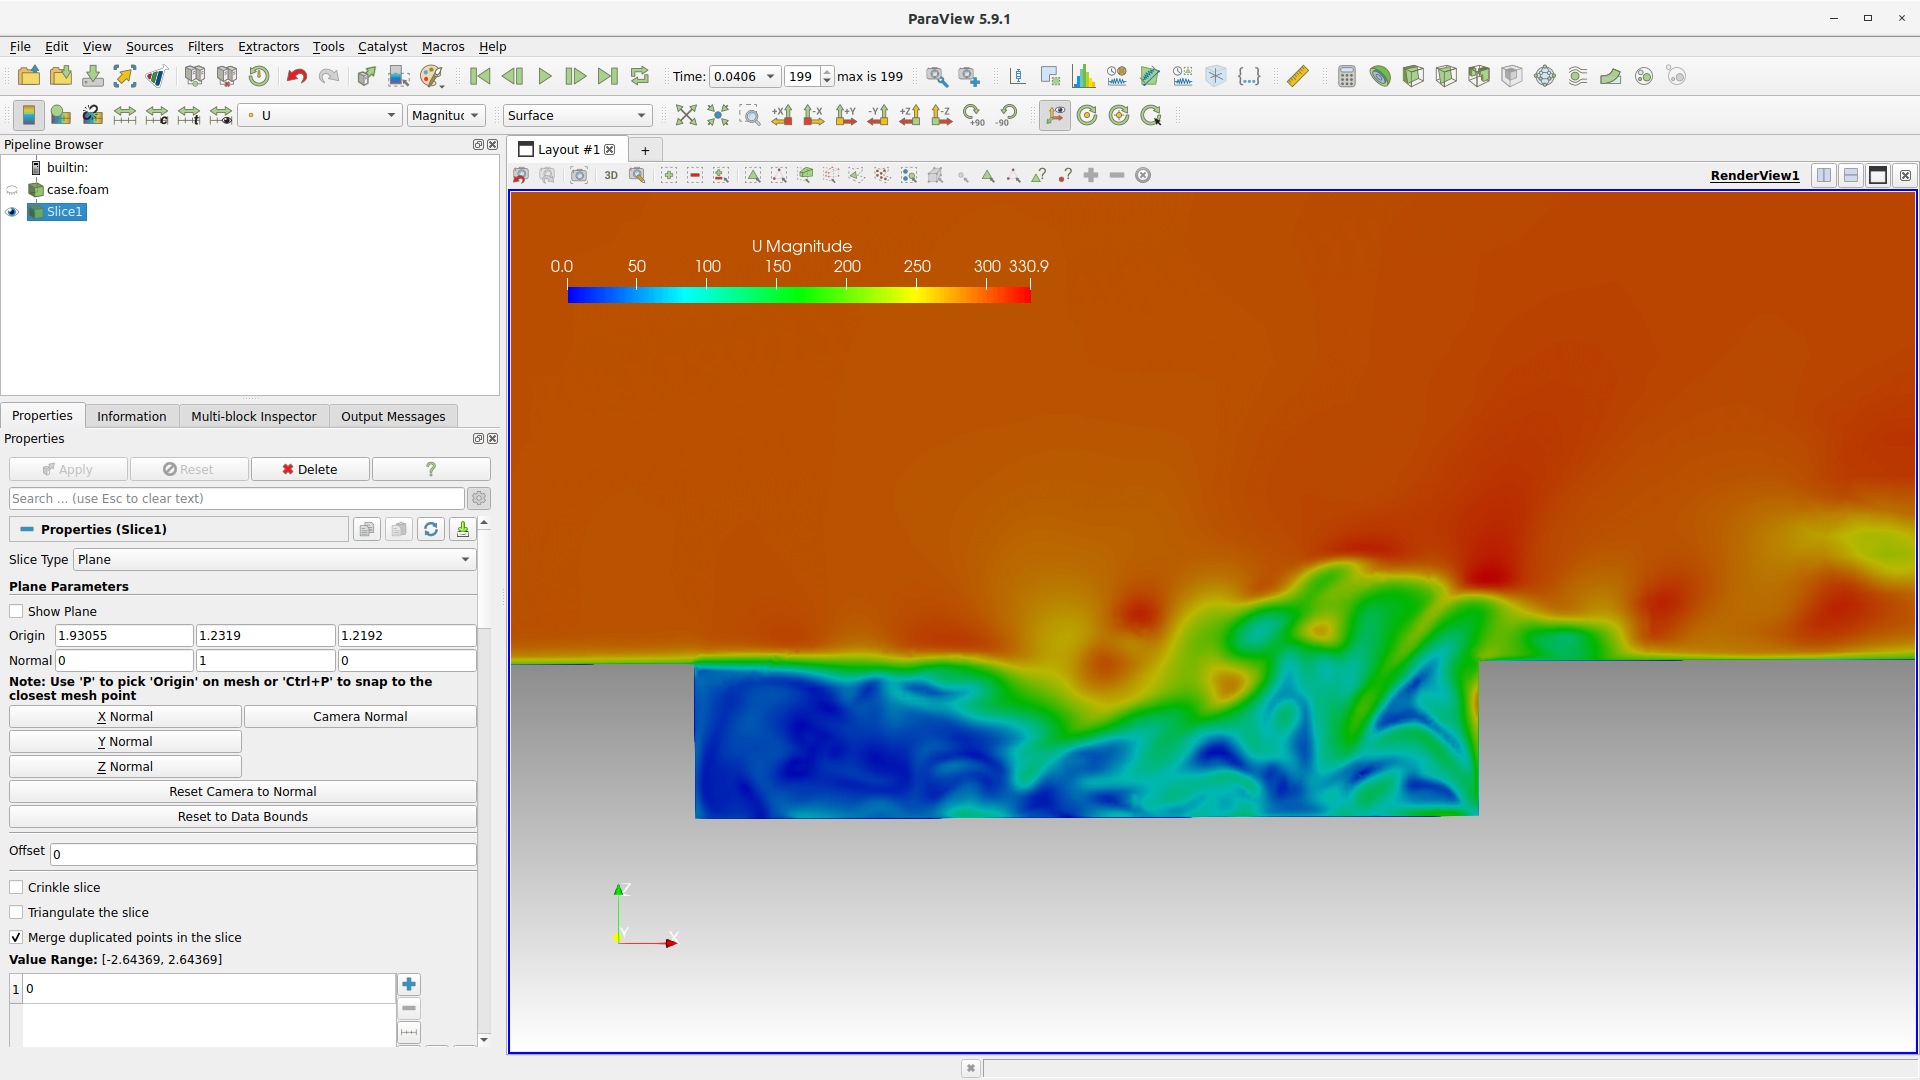 ParaView 5.9.1
File Edit View Sources Filters Extractors Tools Catalyst Macros Help
Time: 0.0406 199 max is 199
U Magnituc Surface +X -X +Y -Y +Z -Z +90 -90
Pipeline Browser
builtin:
case.foam
Slice1
Layout #1 +
3D
RenderView1
U Magnitude
0.0 50 100 150 200 250 300 330.9
Z
Y X
Properties Information Multi-block Inspector Output Messages
Properties
Apply Reset Delete ?
Search ... (use Esc to clear text)
Properties (Slice1)
Slice Type Plane
Plane Parameters
Show Plane
Origin 1.93055 1.2319 1.2192
Normal 0 1 0
Note: Use 'P' to pick 'Origin' on mesh or 'Ctrl+P' to snap to the
closest mesh point
X Normal Camera Normal
Y Normal
Z Normal
Reset Camera to Normal
Reset to Data Bounds
Offset 0
Crinkle slice
Triangulate the slice
Merge duplicated points in the slice
Value Range: [-2.64369, 2.64369]
1 0